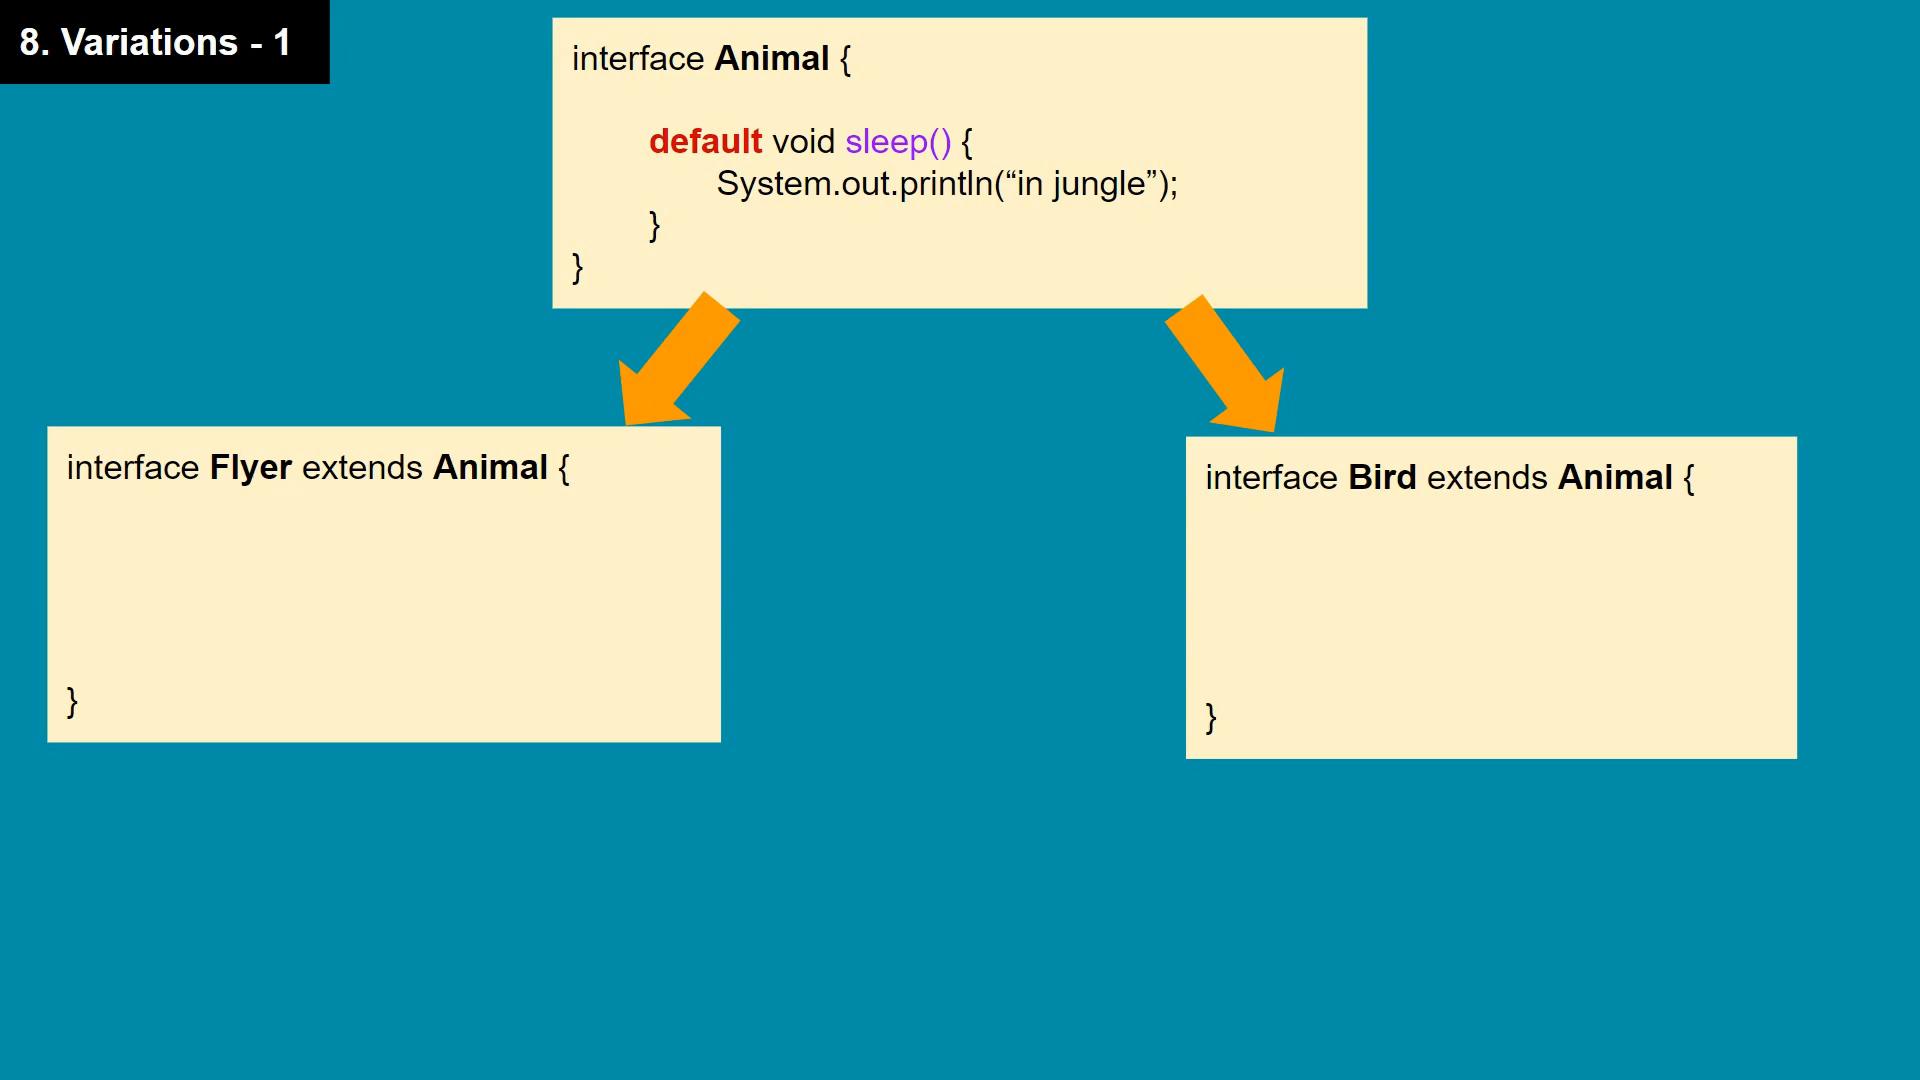 8. Variations - 1
interface Animal {
default void sleep() {
System.out.println(“in jungle”);
}
}
interface Flyer extends Animal {
}
interface Bird extends Animal {
}